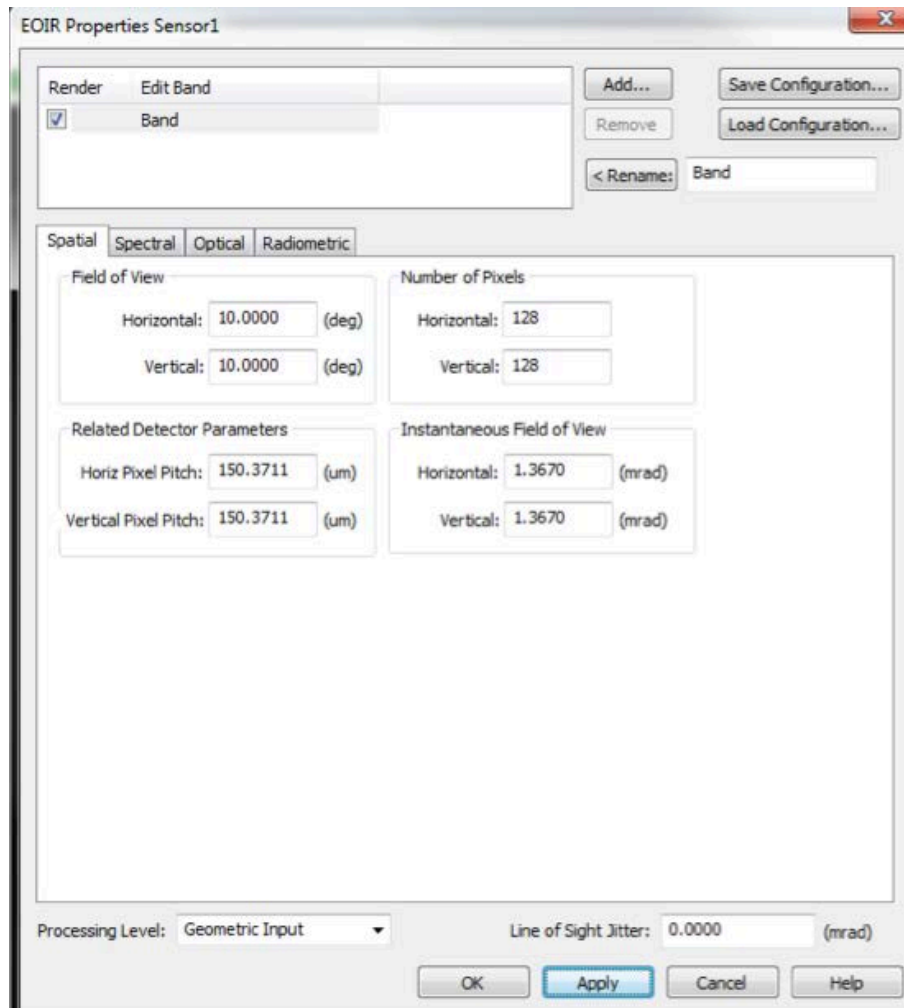 EOIR Properties Sensor1
Render Edit Band
Band
Add...
Save Configuration...
Remove
Load Configuration...
< Rename: Band
Spatial Spectral Optical Radiometric
Field of View
Horizontal: 10.0000 (deg)
Vertical: 10.0000 (deg)
Number of Pixels
Horizontal: 128
Vertical: 128
Related Detector Parameters
Horiz Pixel Pitch: 150.3711 (um)
Vertical Pixel Pitch: 150.3711 (um)
Instantaneous Field of View
Horizontal: 1.3670 (mrad)
Vertical: 1.3670 (mrad)
Processing Level: Geometric Input
Line of Sight Jitter: 0.0000 (mrad)
OK Apply Cancel Help